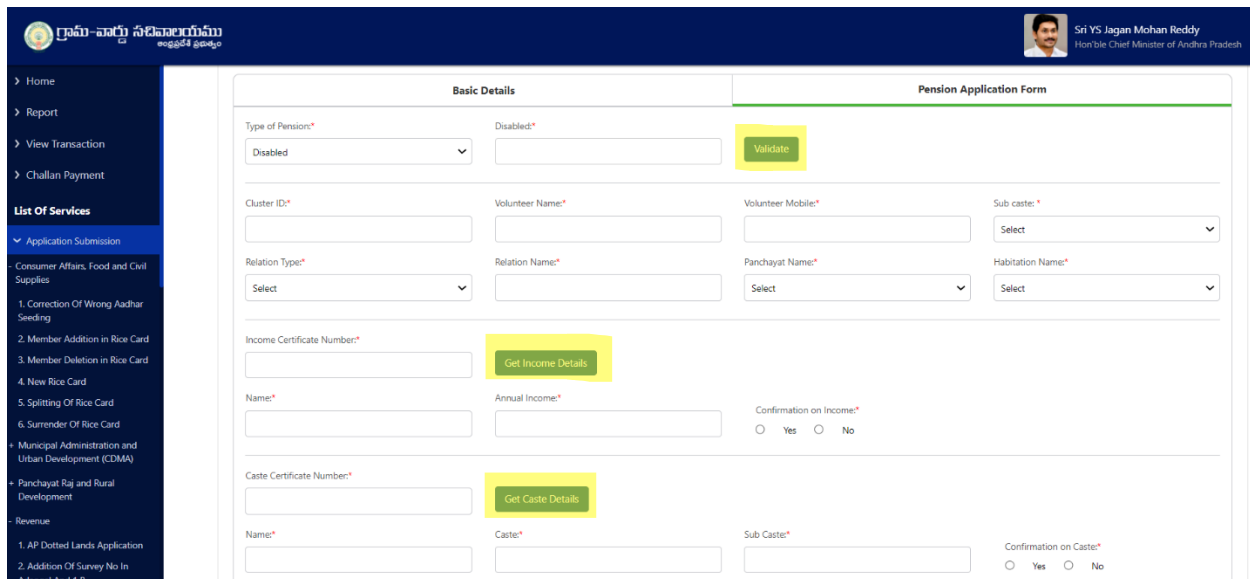 గ్రామ-వార్డు సచివాలయము
ఆంధ్రప్రదేశ్ ప్రభుత్వం
Sri YS Jagan Mohan Reddy
Hon'ble Chief Minister of Andhra Pradesh
Home
Report
View Transaction
Challan Payment
List Of Services
Application Submission
- Consumer Affairs, Food and Civil
Supplies
1. Correction Of Wrong Aadhar
Seeding
2. Member Addition in Rice Card
3. Member Deletion in Rice Card
4. New Rice Card
5. Splitting Of Rice Card
6. Surrender Of Rice Card
+ Municipal Administration and
Urban Development (CDMA)
+ Panchayat Raj and Rural
Development
- Revenue
1. AP Dotted Lands Application
2. Addition Of Survey No In
Basic Details
Pension Application Form
Type of Pension:*
Disabled:*
Disabled
Validate
Cluster ID:*
Volunteer Name:*
Volunteer Mobile:*
Sub caste: *
Select
Relation Type:*
Relation Name:*
Panchayat Name:*
Habitation Name:*
Select
Select
Select
Income Certificate Number:*
Get Income Details
Name:*
Annual Income:*
Confirmation on Income:*
Yes No
Caste Certificate Number:*
Get Caste Details
Name:*
Caste:*
Sub Caste:*
Confirmation on Caste:*
Yes No